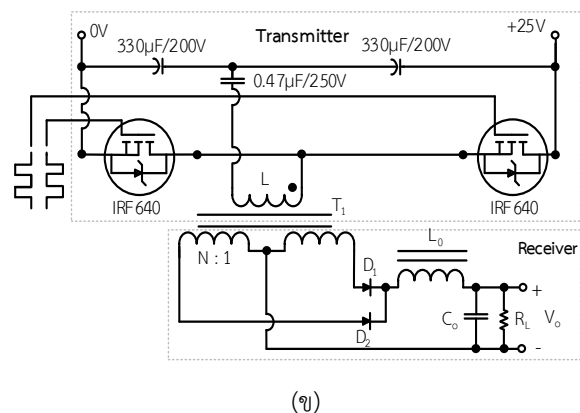 0V
Transmitter
+25V
330µF/200V
330µF/200V
0.47µF/250V
L
IRF640
IRF640
T₁
Receiver
N : 1
L₀
D₁
D₂
Cₒ
R_L
Vₒ
+
-
(ข)